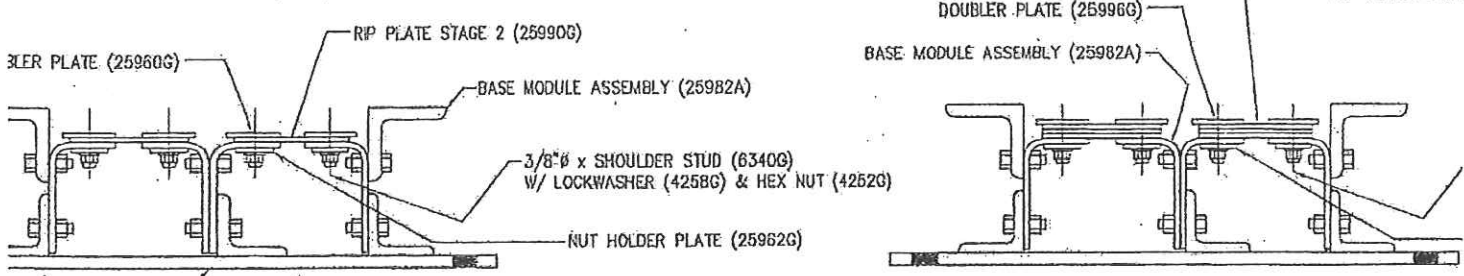 RIP PLATE STAGE 2 (25990G)
BLER PLATE (25960G)
BASE MODULE ASSEMBLY (25982A)
3/8"Ø x SHOULDER STUD (6340G)
W/ LOCKWASHER (4258G) & HEX NUT (4252G)
NUT HOLDER PLATE (25962G)
DOUBLER PLATE (25996G)
BASE MODULE ASSEMBLY (25982A)